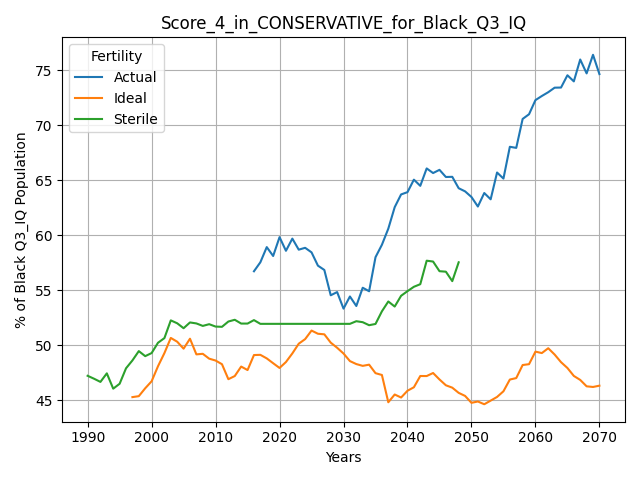 Score_4_in_CONSERVATIVE_for_Black_Q3_IQ
Fertility
Actual
Ideal
Sterile
% of Black Q3_IQ Population
75
70
65
60
55
50
45
1990 2000 2010 2020 2030 2040 2050 2060 2070
Years